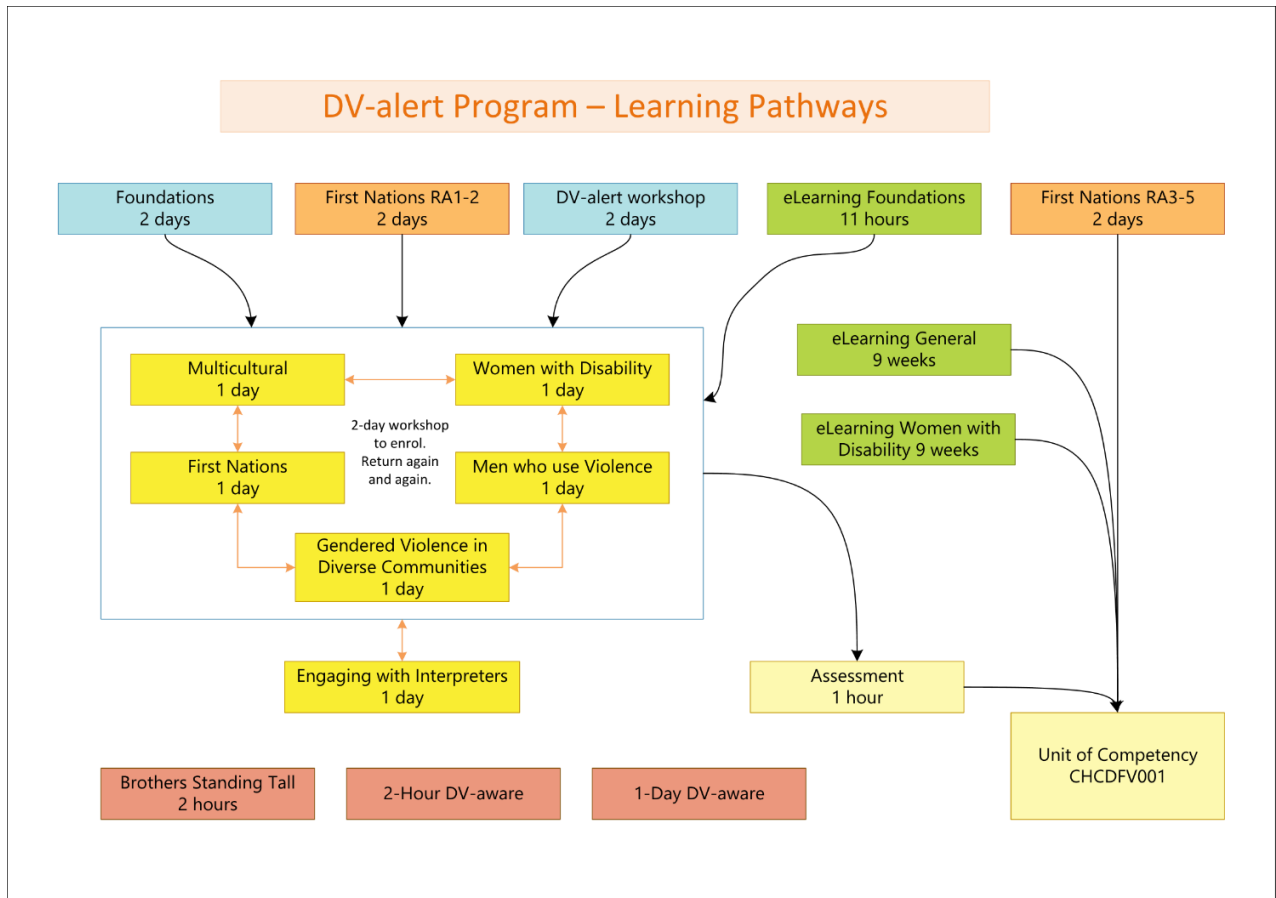 DV-alert Program – Learning Pathways
Foundations
2 days
First Nations RA1-2
2 days
DV-alert workshop
2 days
eLearning Foundations
11 hours
First Nations RA3-5
2 days
Multicultural
1 day
Women with Disability
1 day
2-day workshop
to enrol.
Return again
and again.
First Nations
1 day
Men who use Violence
1 day
Gendered Violence in
Diverse Communities
1 day
eLearning General
9 weeks
eLearning Women with
Disability 9 weeks
Engaging with Interpreters
1 day
Assessment
1 hour
Unit of Competency
CHCDFV001
Brothers Standing Tall
2 hours
2-Hour DV-aware
1-Day DV-aware